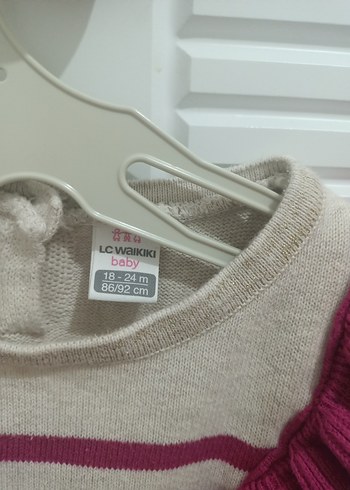 LC WAIKIKI
baby
18 - 24 m
86/92 cm